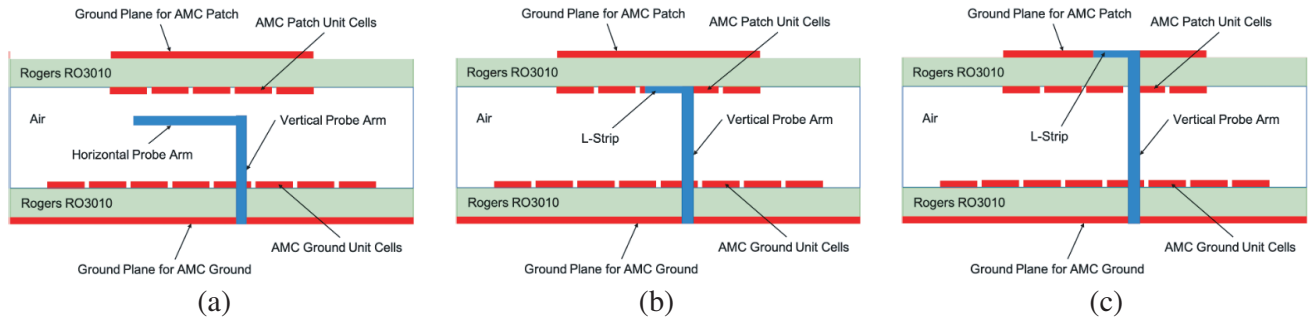 Ground Plane for AMC Patch
AMC Patch Unit Cells
Rogers RO3010
Air
Vertical Probe Arm
Horizontal Probe Arm
Rogers RO3010
AMC Ground Unit Cells
Ground Plane for AMC Ground
(a)
Ground Plane for AMC Patch
AMC Patch Unit Cells
Rogers RO3010
Air
L-Strip
Vertical Probe Arm
Rogers RO3010
AMC Ground Unit Cells
Ground Plane for AMC Ground
(b)
Ground Plane for AMC Patch
AMC Patch Unit Cells
Rogers RO3010
Air
Vertical Probe Arm
L-Strip
Rogers RO3010
AMC Ground Unit Cells
Ground Plane for AMC Ground
(c)